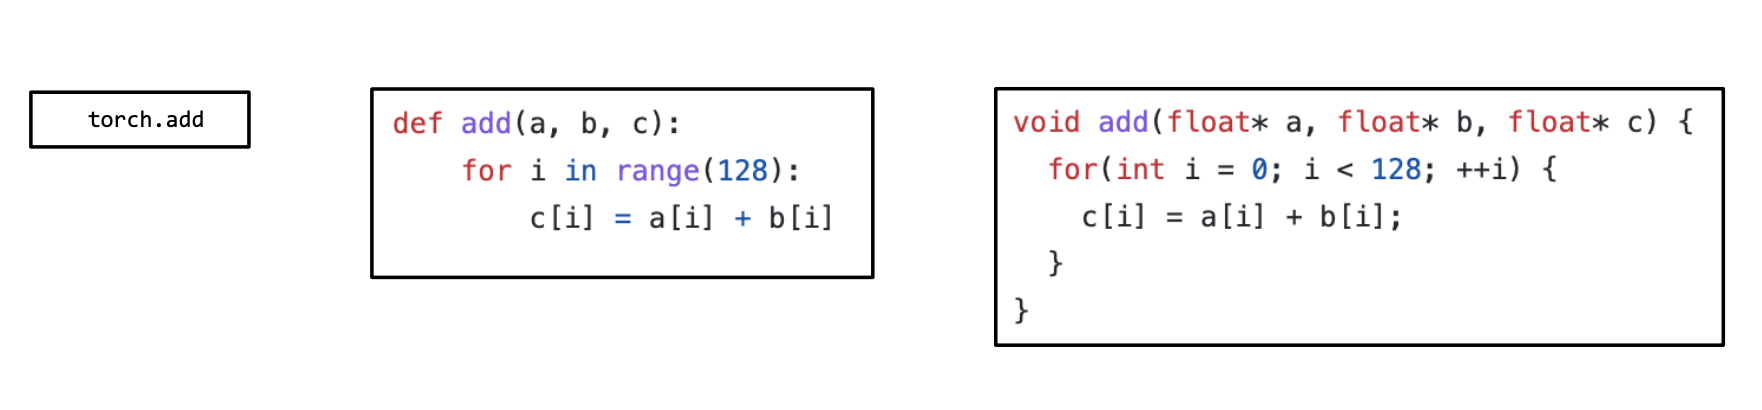 torch.add
def add(a, b, c):
    for i in range(128):
        c[i] = a[i] + b[i]
void add(float* a, float* b, float* c) {
  for(int i = 0; i < 128; ++i) {
    c[i] = a[i] + b[i];
  }
}